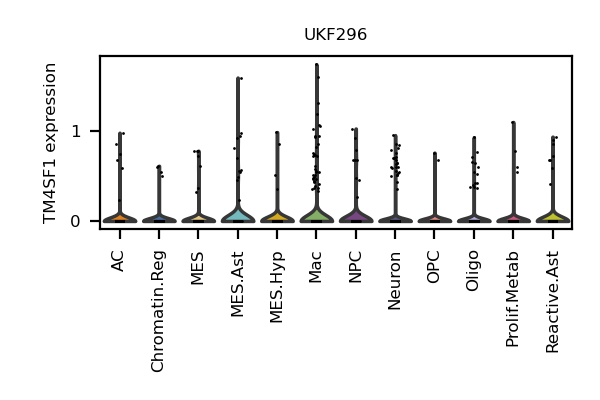 UKF296
TM4SF1 expression
1
0
AC
Chromatin.Reg
MES
MES.Ast
MES.Hyp
Mac
NPC
Neuron
OPC
Oligo
Prolif.Metab
Reactive.Ast